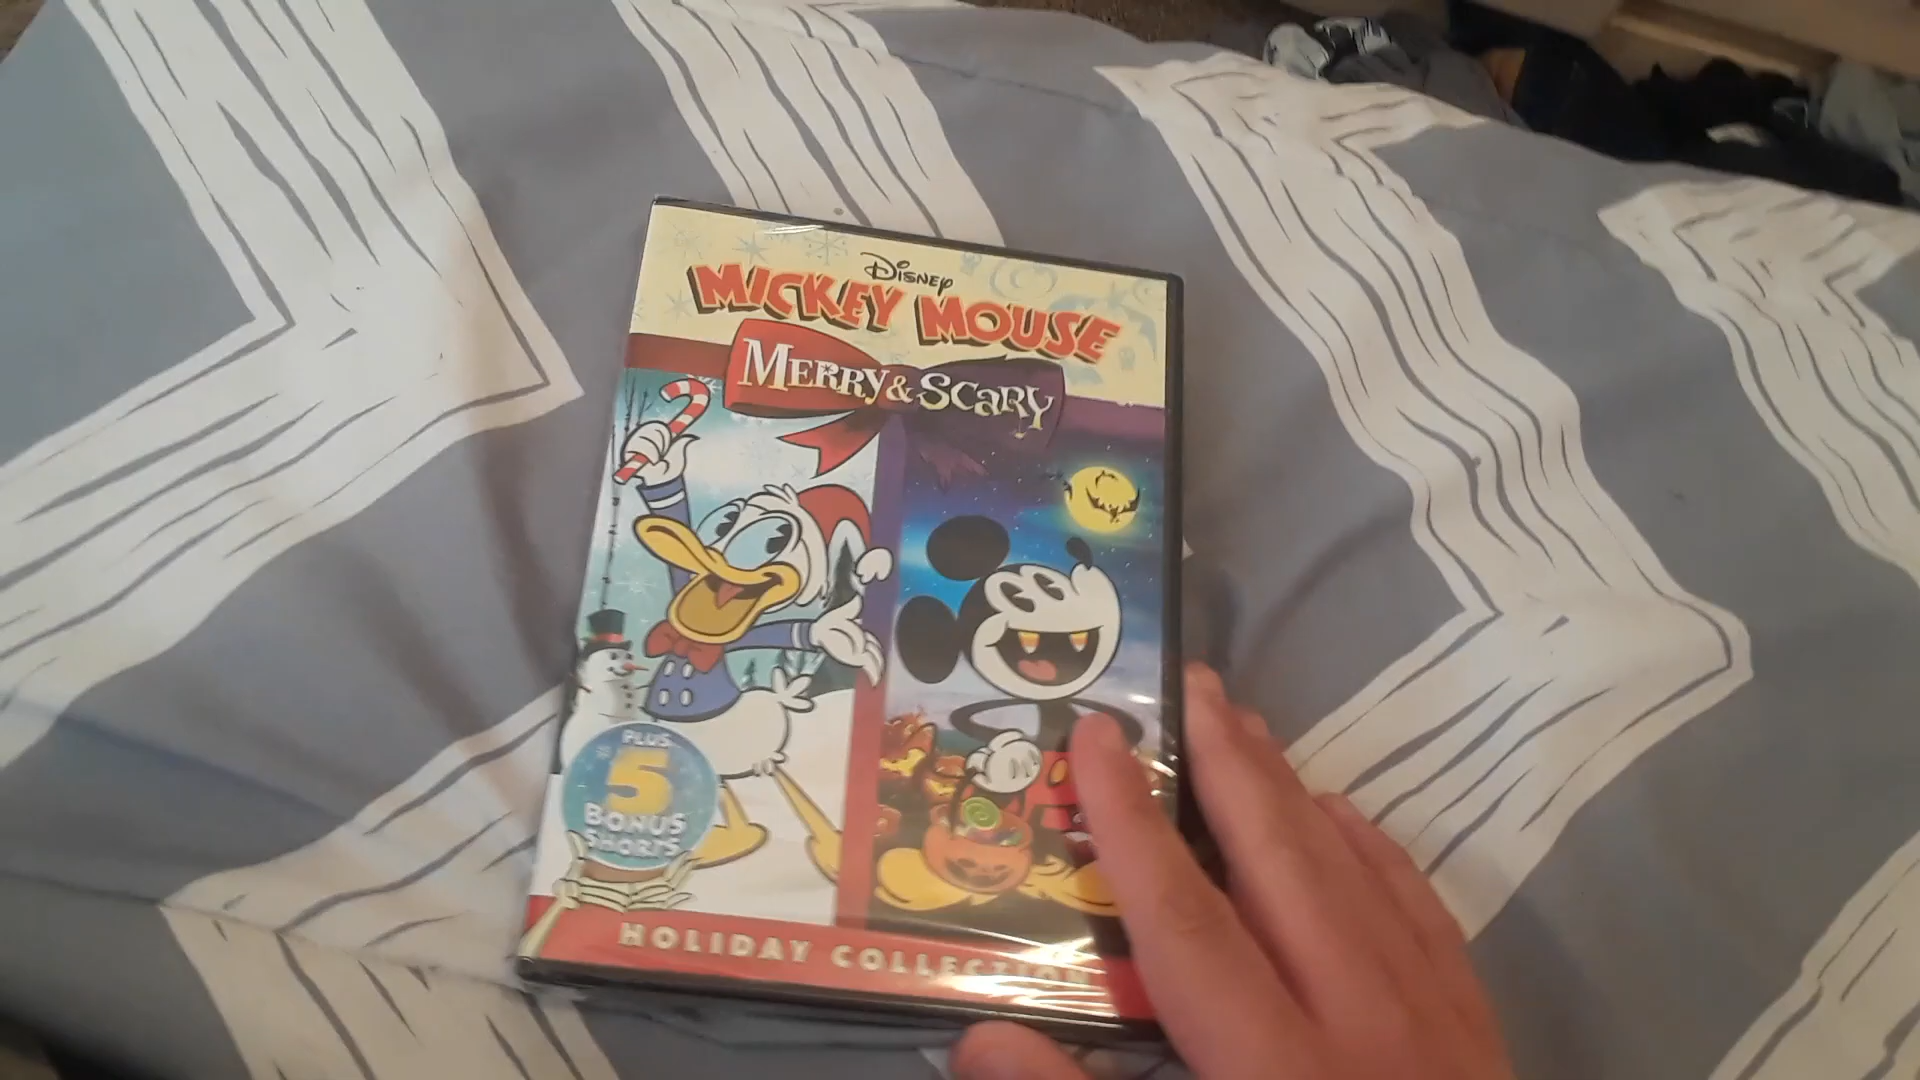 Disney
MICKEY MOUSE
MERRY & SCARY
PLUS
5
BONUS
SHORTS
HOLIDAY COLLECTION